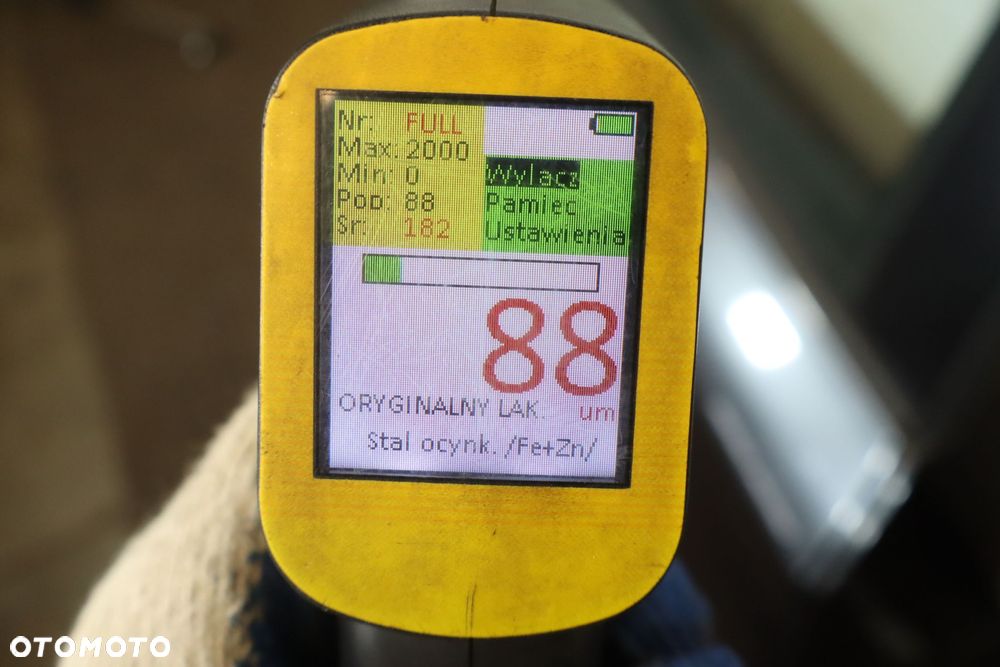 Nr: FULL
Max: 2000
Min: 0
Pop: 88
Sr: 182
Wylacz
Pamiec
Ustawienia
88
um
ORYGINALNY LAK.
Stal ocynk. /Fe+Zn/
OTOMOTO